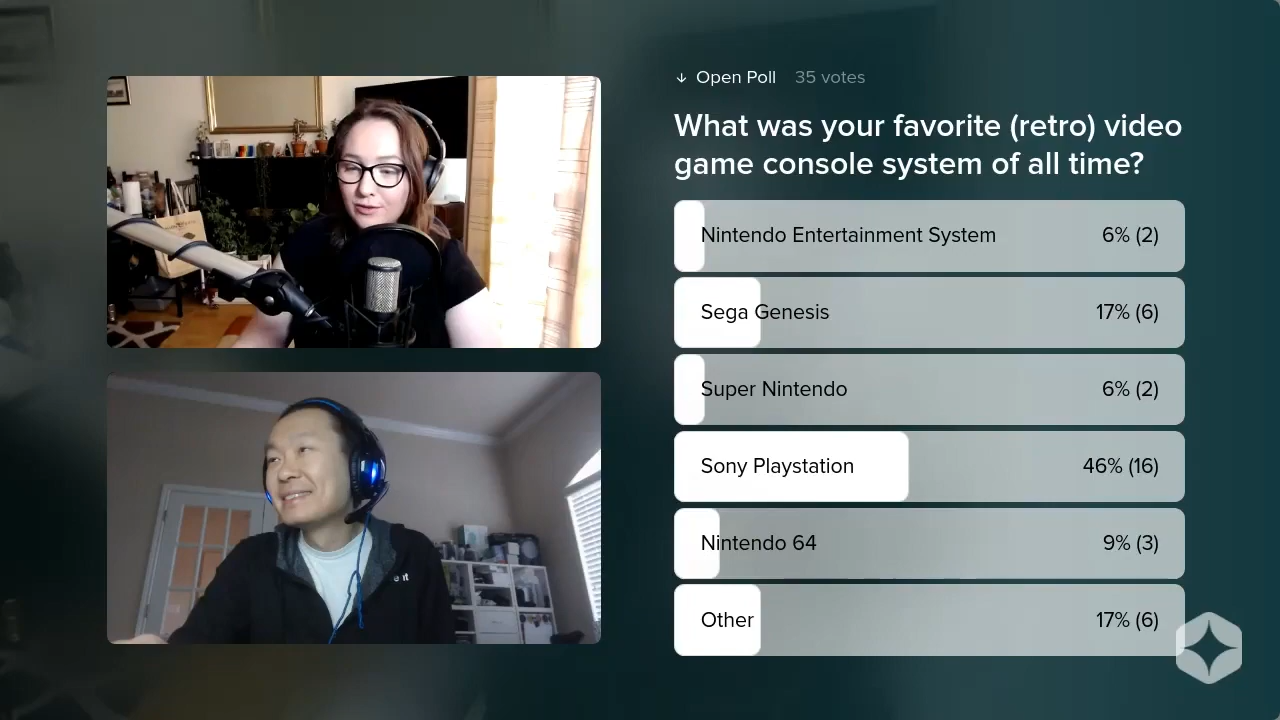 ↓ Open Poll 35 votes
What was your favorite (retro) video
game console system of all time?
Nintendo Entertainment System 6% (2)
Sega Genesis 17% (6)
Super Nintendo 6% (2)
Sony Playstation 46% (16)
Nintendo 64 9% (3)
Other 17% (6)